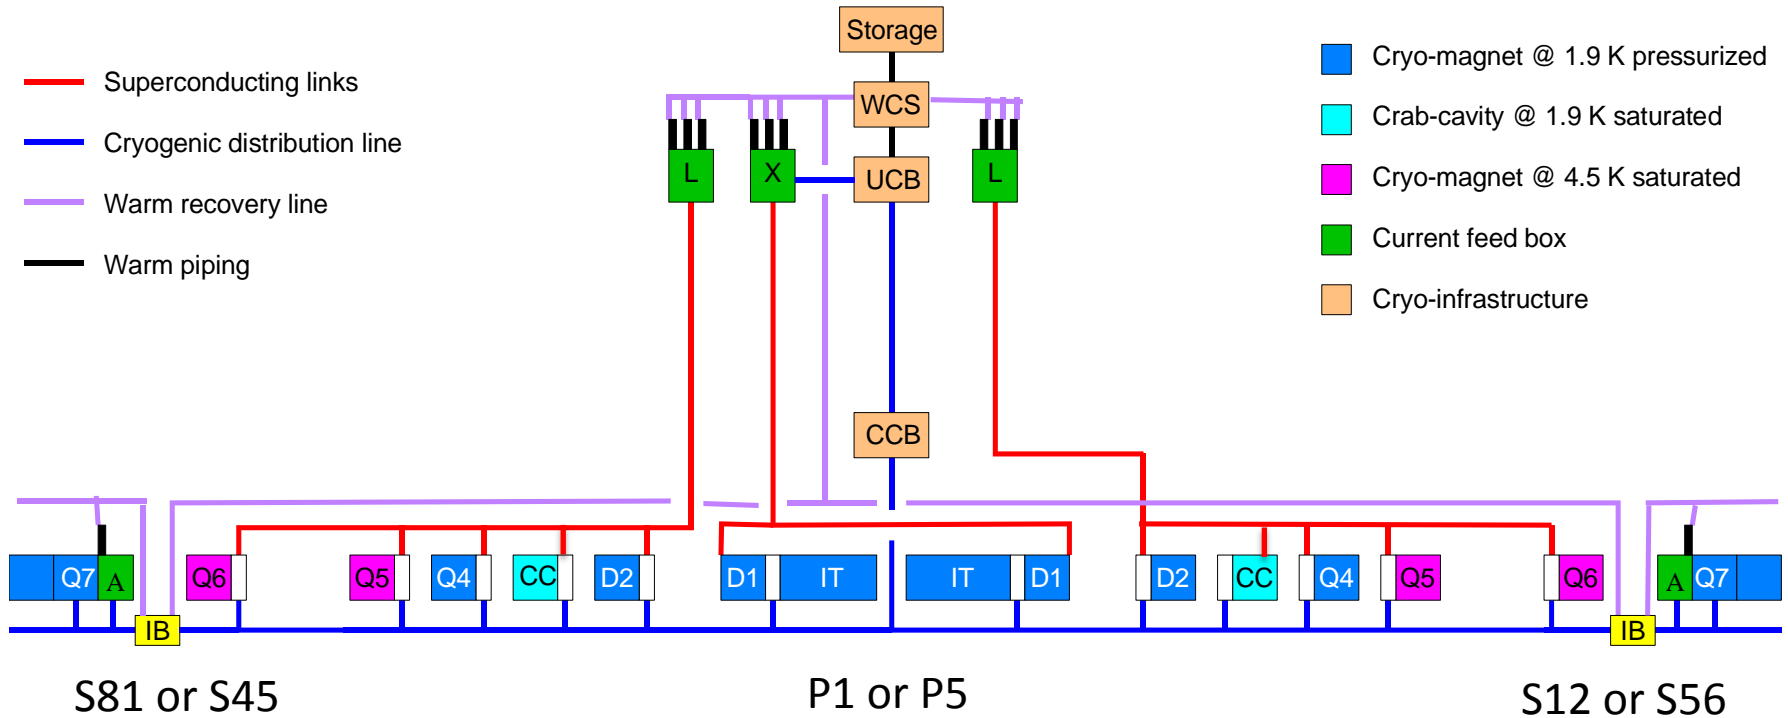 Storage
Superconducting links
Cryogenic distribution line
Warm recovery line
Warm piping
WCS
L
X
UCB
L
CCB
Cryo-magnet @ 1.9 K pressurized
Crab-cavity @ 1.9 K saturated
Cryo-magnet @ 4.5 K saturated
Current feed box
Cryo-infrastructure
Q7
A
Q6
Q5
Q4
CC
D2
D1
IT
IT
D1
D2
CC
Q4
Q5
Q6
A
Q7
IB
IB
S81 or S45
P1 or P5
S12 or S56